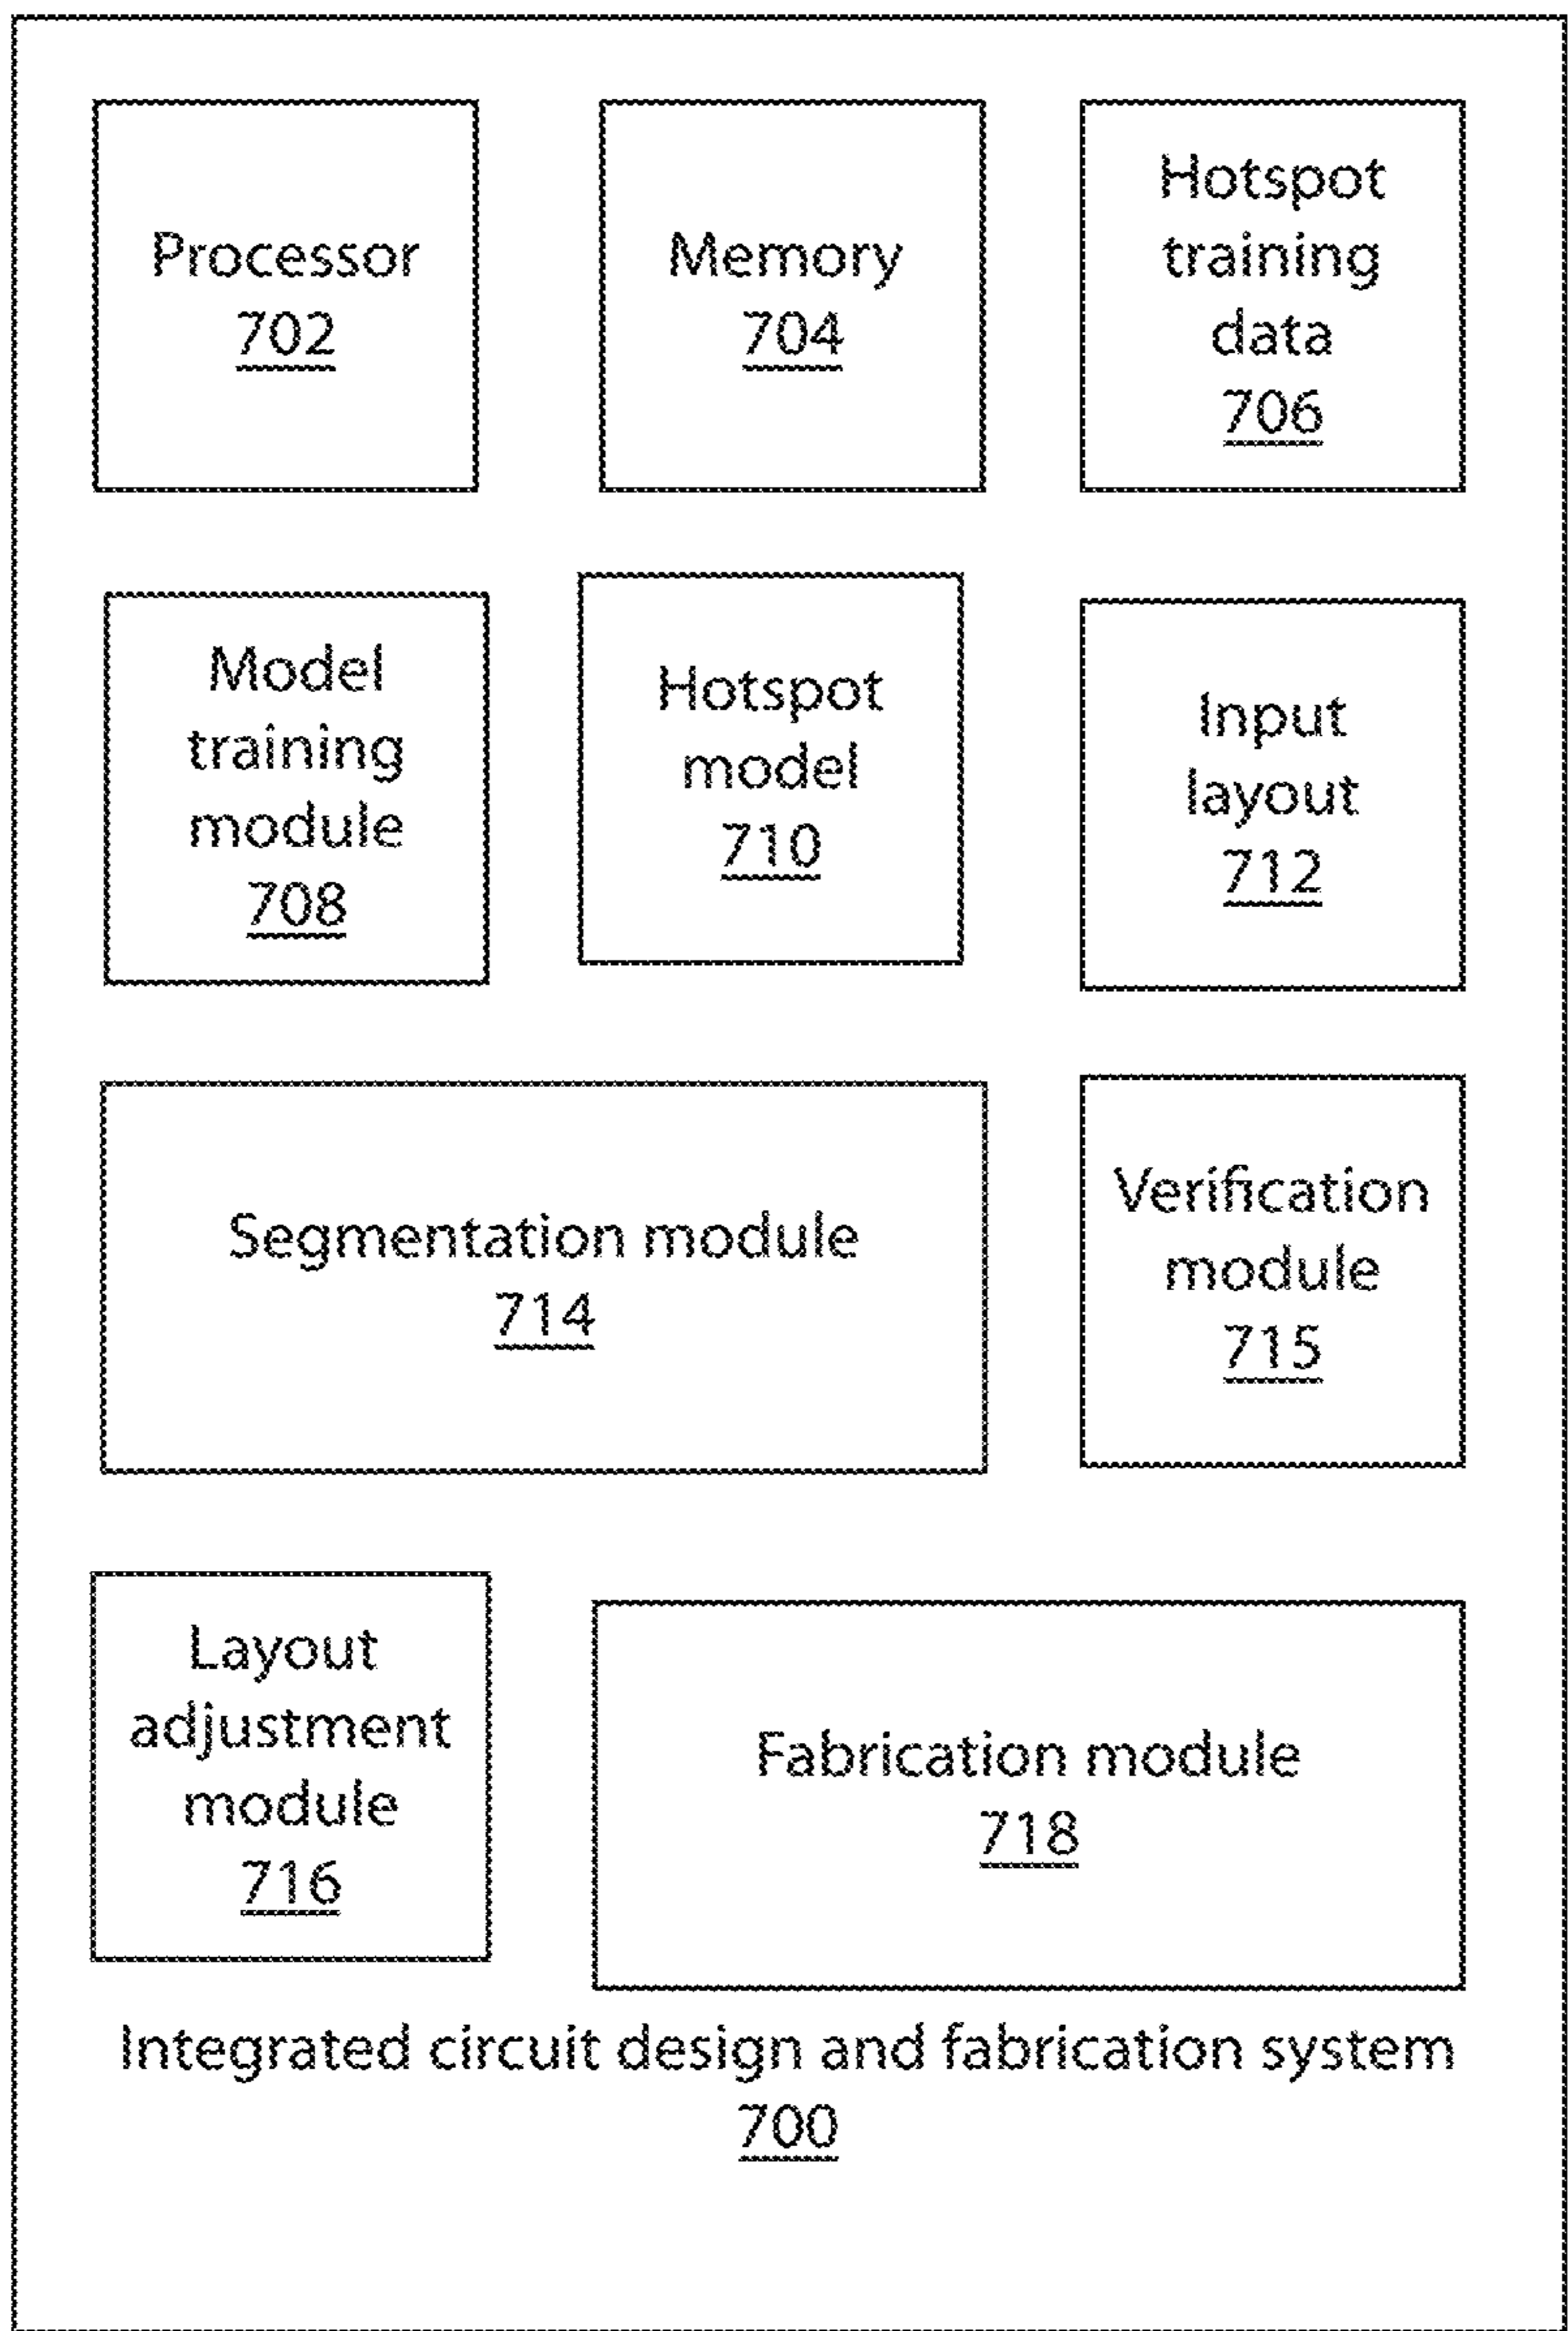 Processor
702
Memory
704
Hotspot
training
data
706
Model
training
module
708
Hotspot
model
710
Input
layout
712
Segmentation module
714
Verification
module
715
Layout
adjustment
module
716
Fabrication module
718
Integrated circuit design and fabrication system
700